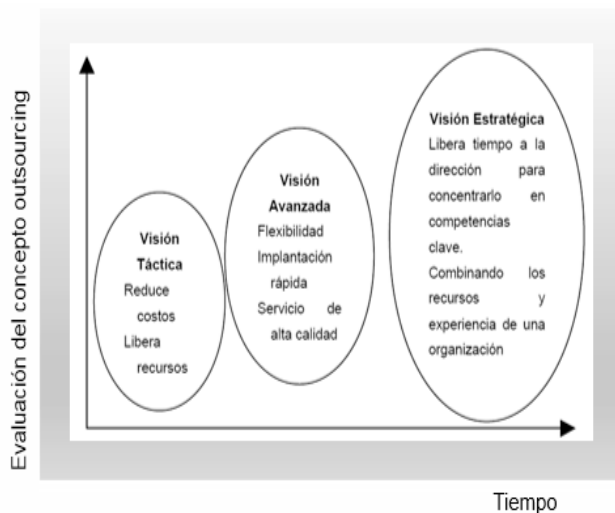 Evaluación del concepto outsourcing
Visión
Táctica
Reduce
costos
Libera
recursos
Visión
Avanzada
Flexibilidad
Implantación
rápida
Servicio de
alta calidad
Visión Estratégica
Libera tiempo a la
dirección para
concentrarlo en
competencias
clave.
Combinando los
recursos y
experiencia de una
organización
Tiempo